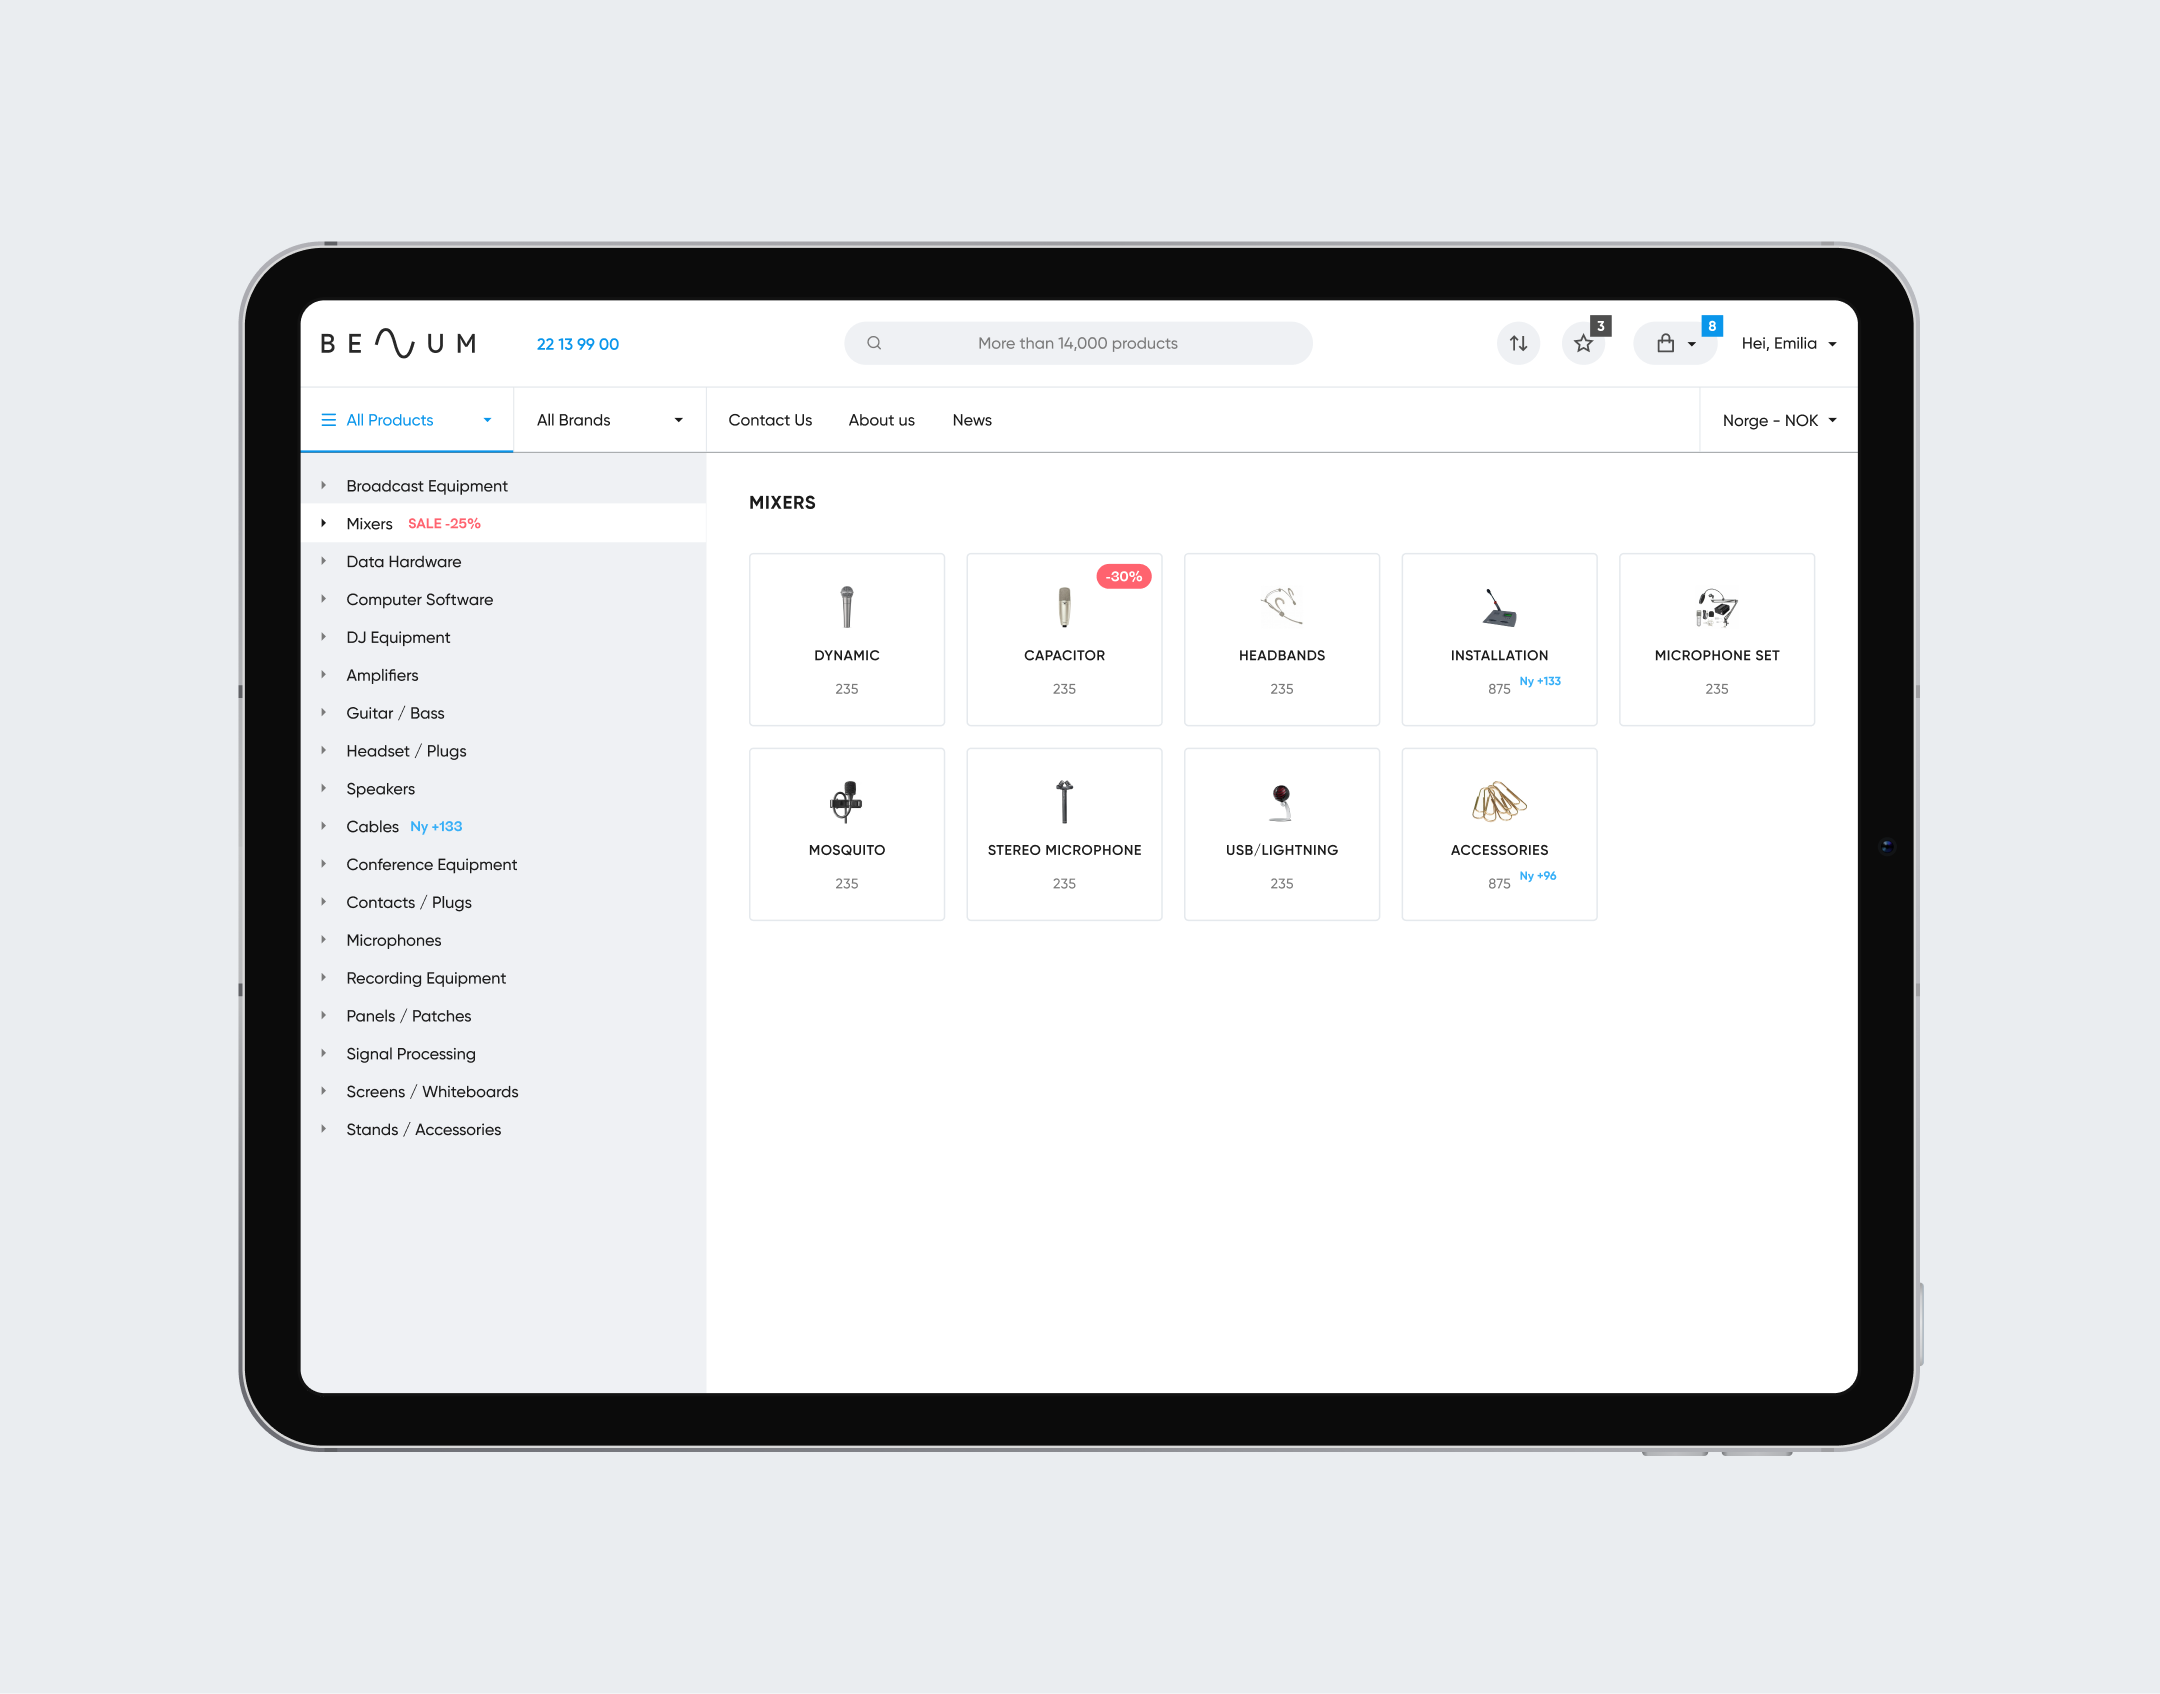 BENUM
22 13 99 00
More than 14,000 products
3
8
Hei, Emilia
All Products
All Brands
Contact Us
About us
News
Norge - NOK
Broadcast Equipment
Mixers SALE -25%
Data Hardware
Computer Software
DJ Equipment
Amplifiers
Guitar / Bass
Headset / Plugs
Speakers
Cables Ny +133
Conference Equipment
Contacts / Plugs
Microphones
Recording Equipment
Panels / Patches
Signal Processing
Screens / Whiteboards
Stands / Accessories
MIXERS
DYNAMIC
235
-30%
CAPACITOR
235
HEADBANDS
235
INSTALLATION
875 Ny +133
MICROPHONE SET
235
MOSQUITO
235
STEREO MICROPHONE
235
USB/LIGHTNING
235
ACCESSORIES
875 Ny +96